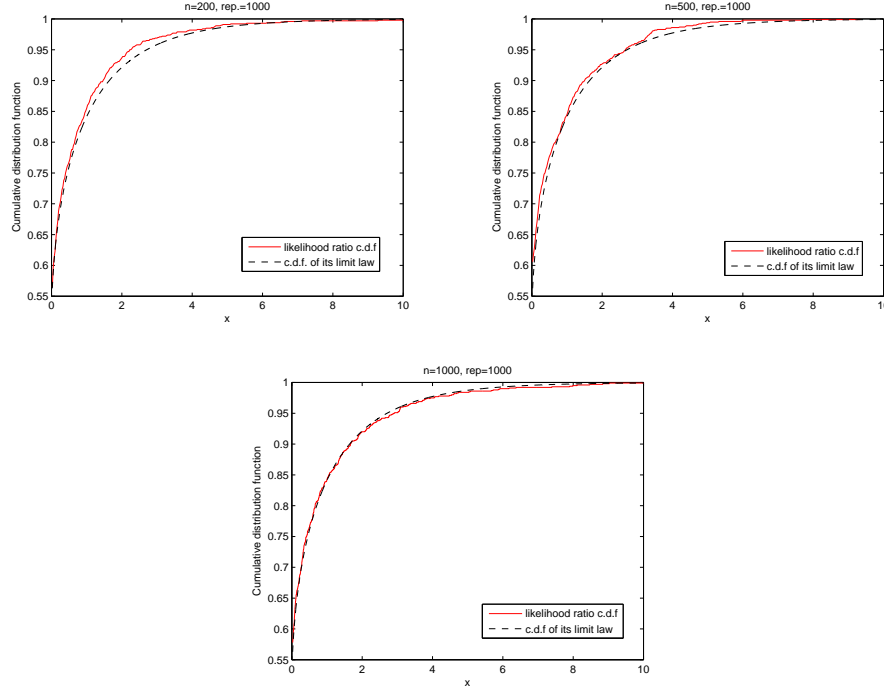 n=200, rep.=1000
1
0.95
0.9
0.85
0.8
0.75
0.7
0.65
0.6
0.55
Cumulative distribution function
likelihood ratio c.d.f
c.d.f. of its limit law
0 2 4 6 8 10
x
n=500, rep.=1000
1
0.95
0.9
0.85
0.8
0.75
0.7
0.65
0.6
0.55
Cumulative distribution function
likelihood ratio c.d.f
c.d.f of its limit law
0 2 4 6 8 10
x
n=1000, rep=1000
1
0.95
0.9
0.85
0.8
0.75
0.7
0.65
0.6
0.55
Cumulative distribution function
likelihood ratio c.d.f
c.d.f of its limit law
0 2 4 6 8 10
x